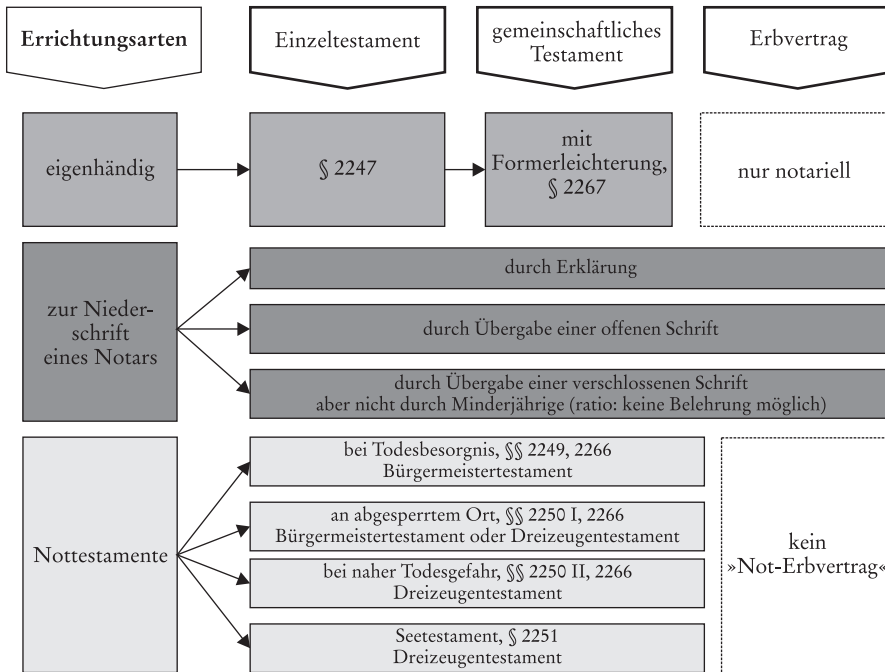 Errichtungsarten
Einzeltestament
gemeinschaftliches
Testament
Erbvertrag
eigenhändig
§ 2247
mit
Formerleichterung,
§ 2267
nur notariell
zur Nieder-
schrift
eines Notars
durch Erklärung
durch Übergabe einer offenen Schrift
durch Übergabe einer verschlossenen Schrift
aber nicht durch Minderjährige (ratio: keine Belehrung möglich)
Nottestamente
bei Todesbesorgnis, §§ 2249, 2266
Bürgermeistertestament
an abgesperrtem Ort, §§ 2250 I, 2266
Bürgermeistertestament oder Dreizeugentestament
bei naher Todesgefahr, §§ 2250 II, 2266
Dreizeugentestament
Seetestament, § 2251
Dreizeugentestament
kein
»Not-Erbvertrag«